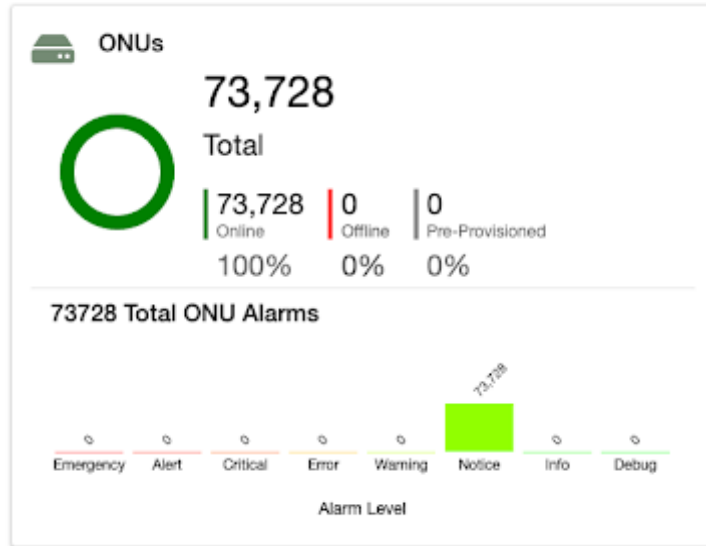 ONUs
73,728
Total
73,728 0 0
Online Offline Pre-Provisioned
100% 0% 0%
73728 Total ONU Alarms
0 0 0 0 0 73,728 0 0
Emergency Alert Critical Error Warning Notice Info Debug
Alarm Level